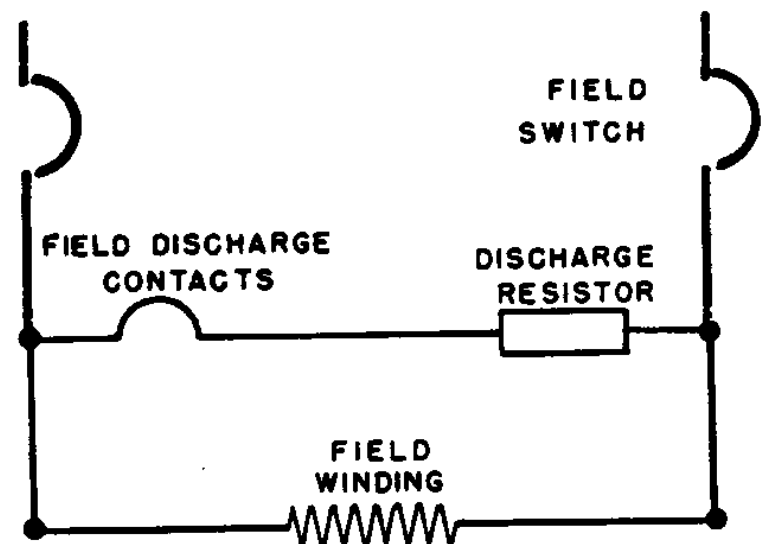 FIELD
SWITCH
FIELD DISCHARGE
CONTACTS
DISCHARGE
RESISTOR
FIELD
WINDING